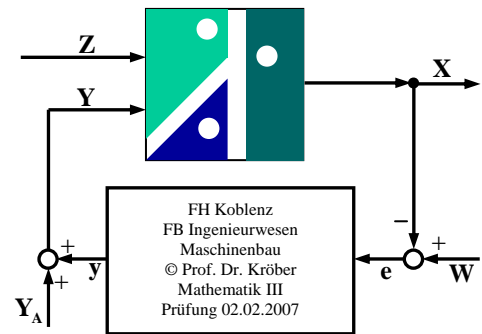 Z
X
Y
FH Koblenz
FB Ingenieurwesen
Maschinenbau
© Prof. Dr. Kröber
Mathematik III
Prüfung 02.02.2007
−
+
+
y
e
W
+
Y_A